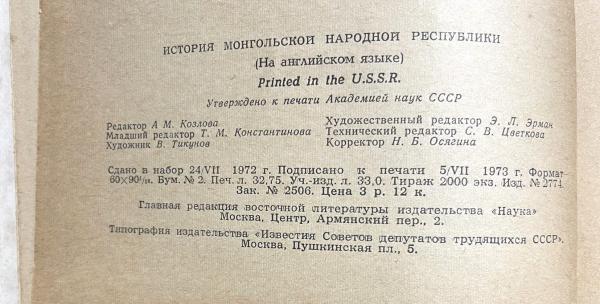 ИСТОРИЯ МОНГОЛЬСКОЙ НАРОДНОЙ РЕСПУБЛИКИ
(На английском языке)
Printed in the U.S.S.R.
Утверждено к печати Академией наук СССР
Редактор А. М. Козлова
Младший редактор Т. М. Константинова
Художник В. Тикунов
Художественный редактор Э. Л. Эрман
Технический редактор С. В. Цветкова
Корректор Н. Б. Осягина
Сдано в набор 24/VII 1972 г. Подписано к печати 5/VII 1973 г. Формат
60×90¹/₁₆. Бум. № 2. Печ. л. 32,75. Уч.-изд. л. 33,0. Тираж 2000 экз. Изд. № 2774.
Зак. № 2506. Цена 3 р. 12 к.
Главная редакция восточной литературы издательства «Наука»
Москва, Центр, Армянский пер., 2.
Типография издательства «Известия Советов депутатов трудящихся СССР».
Москва, Пушкинская пл., 5.